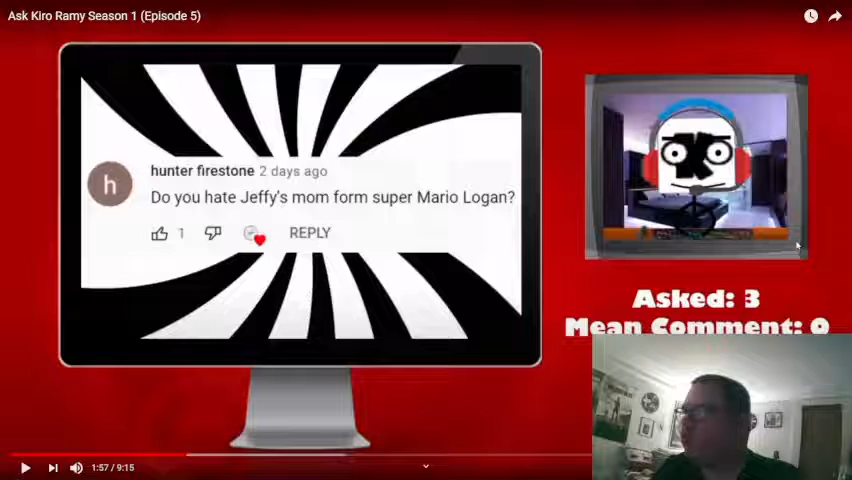 Ask Kiro Ramy Season 1 (Episode 5)
h
hunter firestone 2 days ago
Do you hate Jeffy's mom form super Mario Logan?
1
REPLY
Asked: 3
Mean Comment: 0
1:57 / 9:15